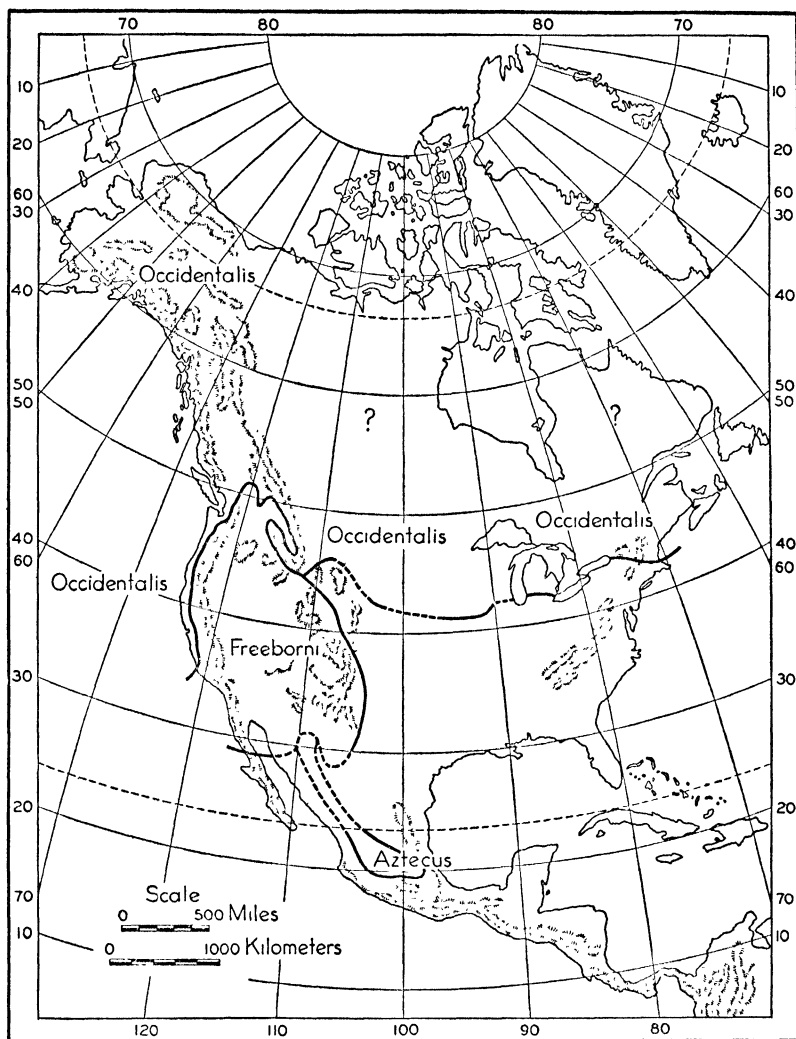 70 80 80 70
10 10
20 20
60 60
30 30
Occidentalis
40 40
50 50
50 50
? ?
40 Occidentalis Occidentalis 40
60 60
Occidentalis
Freeborni
30 30
20 20
Aztecus
Scale
70 0 500 Miles 70
10 0 1000 Kilometers 10
120 110 100 90 80